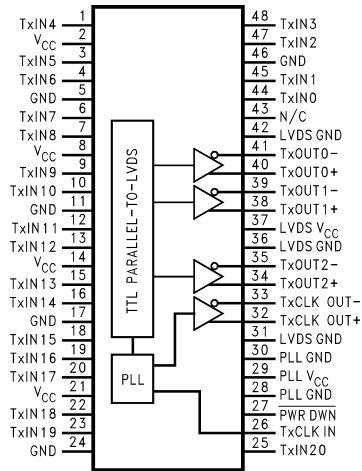 TxIN4 1
VCC 2
TxIN5 3
TxIN6 4
GND 5
TxIN7 6
TxIN8 7
VCC 8
TxIN9 9
TxIN10 10
GND 11
TxIN11 12
TxIN12 13
VCC 14
TxIN13 15
TxIN14 16
GND 17
TxIN15 18
TxIN16 19
TxIN17 20
VCC 21
TxIN18 22
TxIN19 23
GND 24
TTL PARALLEL-TO-LVDS
PLL
48 TxIN3
47 TxIN2
46 GND
45 TxIN1
44 TxIN0
43 N/C
42 LVDS GND
41 TxOUT0-
40 TxOUT0+
39 TxOUT1-
38 TxOUT1+
37 LVDS VCC
36 LVDS GND
35 TxOUT2-
34 TxOUT2+
33 TxCLK OUT-
32 TxCLK OUT+
31 LVDS GND
30 PLL GND
29 PLL VCC
28 PLL GND
27 PWR DWN
26 TxCLK IN
25 TxIN20